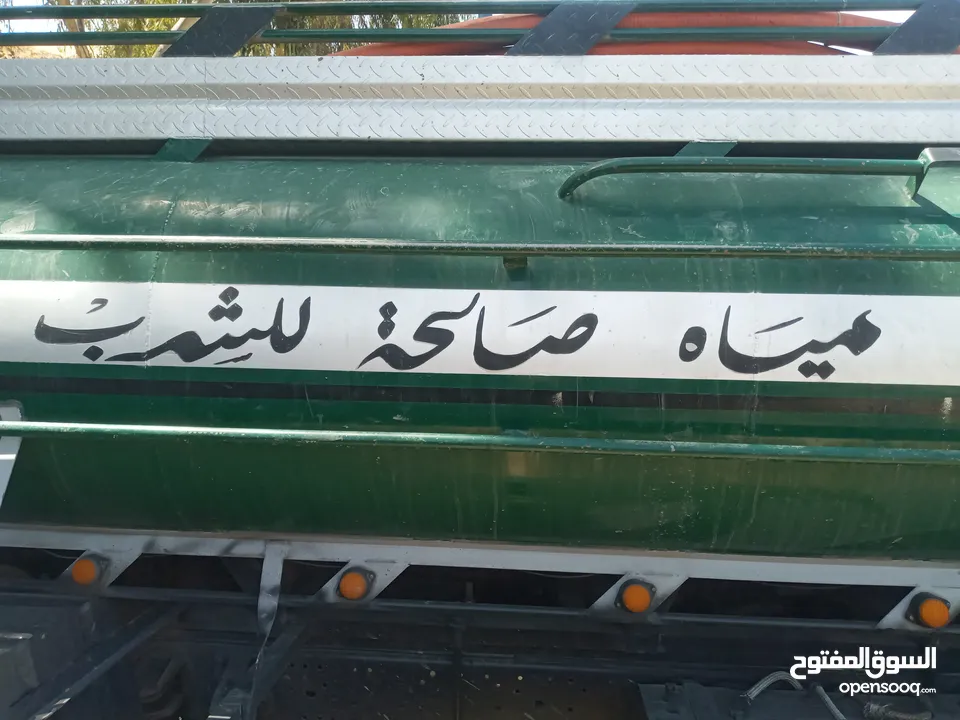 مياه صالحة للشرب
السوق المفتوح
opensooq.com